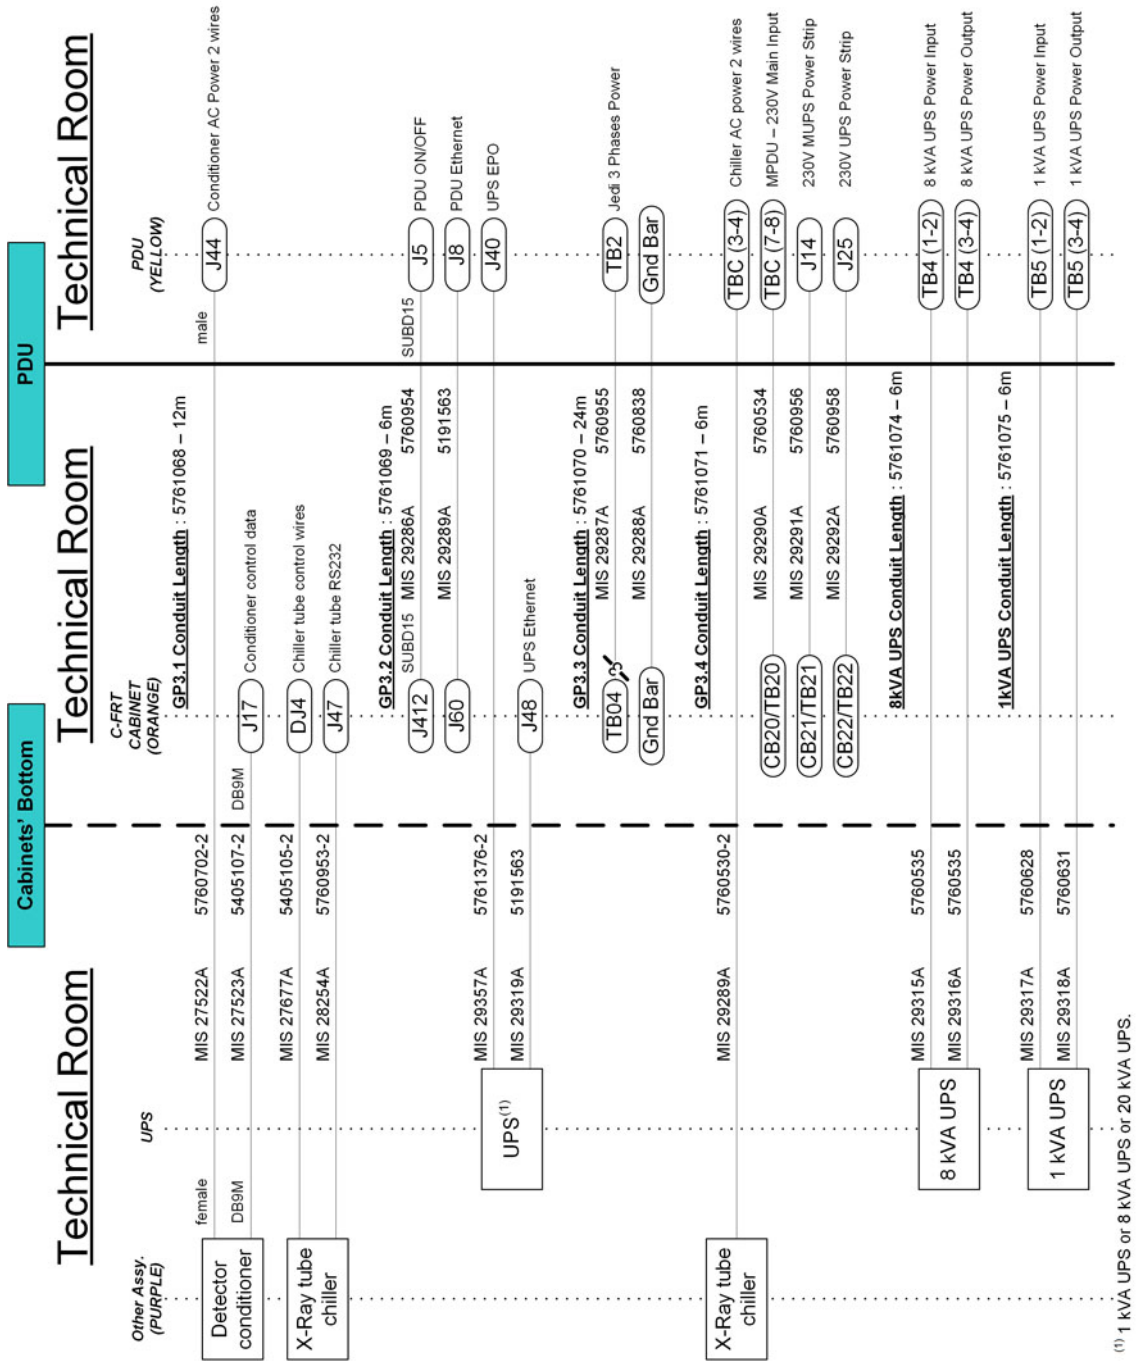 Cabinets' Bottom
PDU
Technical Room
Technical Room
Technical Room
Other Assy.
(PURPLE)
UPS
C-FRT
CABINET
(ORANGE)
PDU
(YELLOW)
GP3.1 Conduit Length : 5761068 – 12m
Detector
conditioner
female
MIS 27522A
5760702-2
male
J44
Conditioner AC Power 2 wires
DB9M
MIS 27523A
5405107-2
DB9M
J17
Conditioner control data
X-Ray tube
chiller
MIS 27677A
5405105-2
DJ4
Chiller tube control wires
MIS 28254A
5760953-2
J47
Chiller tube RS232
GP3.2 Conduit Length : 5761069 – 6m
J412
SUBD15
MIS 29286A
5760954
SUBD15
J5
PDU ON/OFF
J60
MIS 29289A
5191563
J8
PDU Ethernet
UPS(1)
MIS 29357A
5761376-2
J40
UPS EPO
MIS 29319A
5191563
J48
UPS Ethernet
GP3.3 Conduit Length : 5761070 – 24m
TB04
MIS 29287A
5760955
TB2
Jedi 3 Phases Power
Gnd Bar
MIS 29288A
5760838
Gnd Bar
GP3.4 Conduit Length : 5761071 – 6m
X-Ray tube
chiller
MIS 29289A
5760530-2
TBC (3-4)
Chiller AC power 2 wires
CB20/TB20
MIS 29290A
5760534
TBC (7-8)
MPDU – 230V Main Input
CB21/TB21
MIS 29291A
5760956
J14
230V MUPS Power Strip
CB22/TB22
MIS 29292A
5760958
J25
230V UPS Power Strip
8kVA UPS Conduit Length : 5761074 – 6m
8 kVA UPS
MIS 29315A
5760535
TB4 (1-2)
8 kVA UPS Power Input
MIS 29316A
5760535
TB4 (3-4)
8 kVA UPS Power Output
1kVA UPS Conduit Length : 5761075 – 6m
1 kVA UPS
MIS 29317A
5760628
TB5 (1-2)
1 kVA UPS Power Input
MIS 29318A
5760631
TB5 (3-4)
1 kVA UPS Power Output
(1) 1 kVA UPS or 8 kVA UPS or 20 kVA UPS.